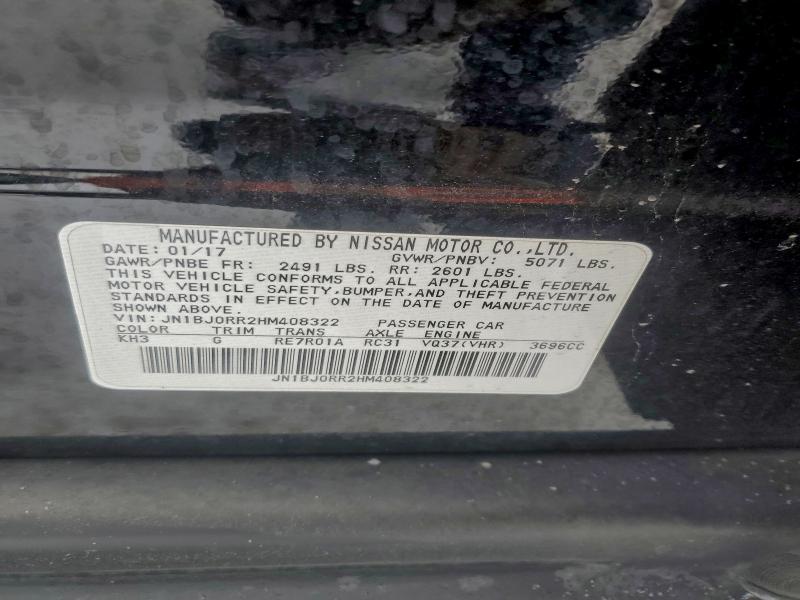 MANUFACTURED BY NISSAN MOTOR CO.,LTD.
DATE: 01/17 GVWR/PNBV: 5071 LBS.
GAWR/PNBE FR: 2491 LBS. RR: 2601 LBS.
THIS VEHICLE CONFORMS TO ALL APPLICABLE FEDERAL
MOTOR VEHICLE SAFETY,BUMPER,AND THEFT PREVENTION
STANDARDS IN EFFECT ON THE DATE OF MANUFACTURE
SHOWN ABOVE.
VIN: JN1BJ0RR2HM408322 PASSENGER CAR
COLOR TRIM TRANS AXLE ENGINE
KH3 G RE7R01A RC31 VQ37(VHR) 3696CC
JN1BJ0RR2HM408322